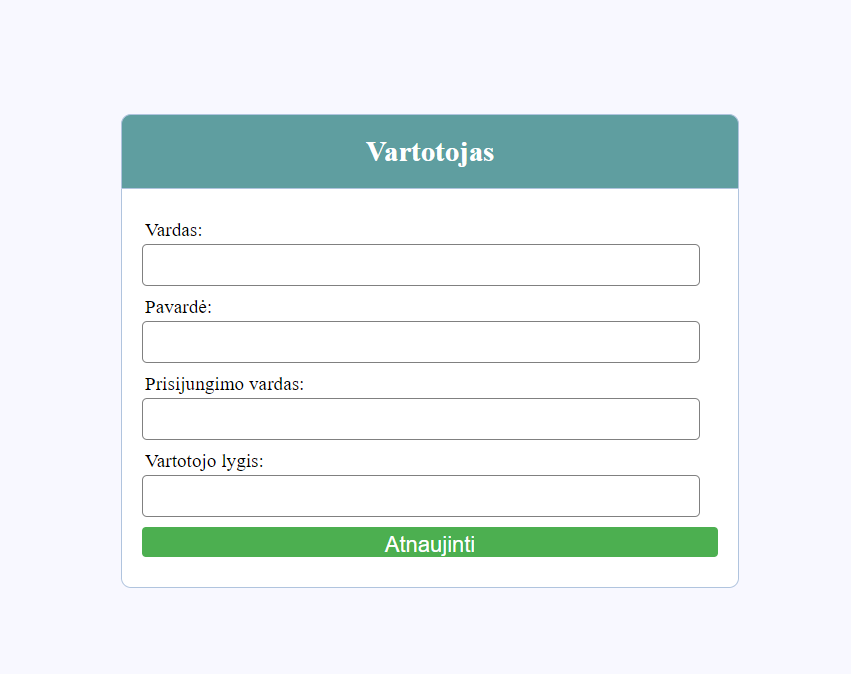 Vartotojas
Vardas:
Pavardė:
Prisijungimo vardas:
Vartotojo lygis:
Atnaujinti